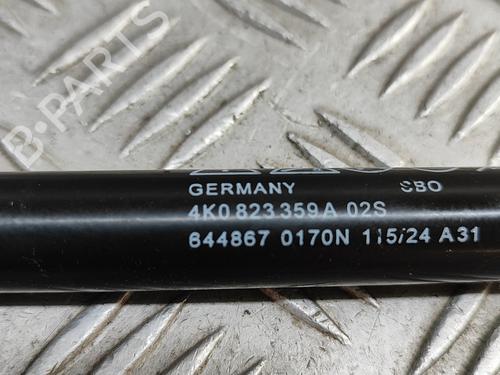 B-PARTS
GERMANY SBO
4K0 823 359 A 02S
644867 0170N 115/24 A31